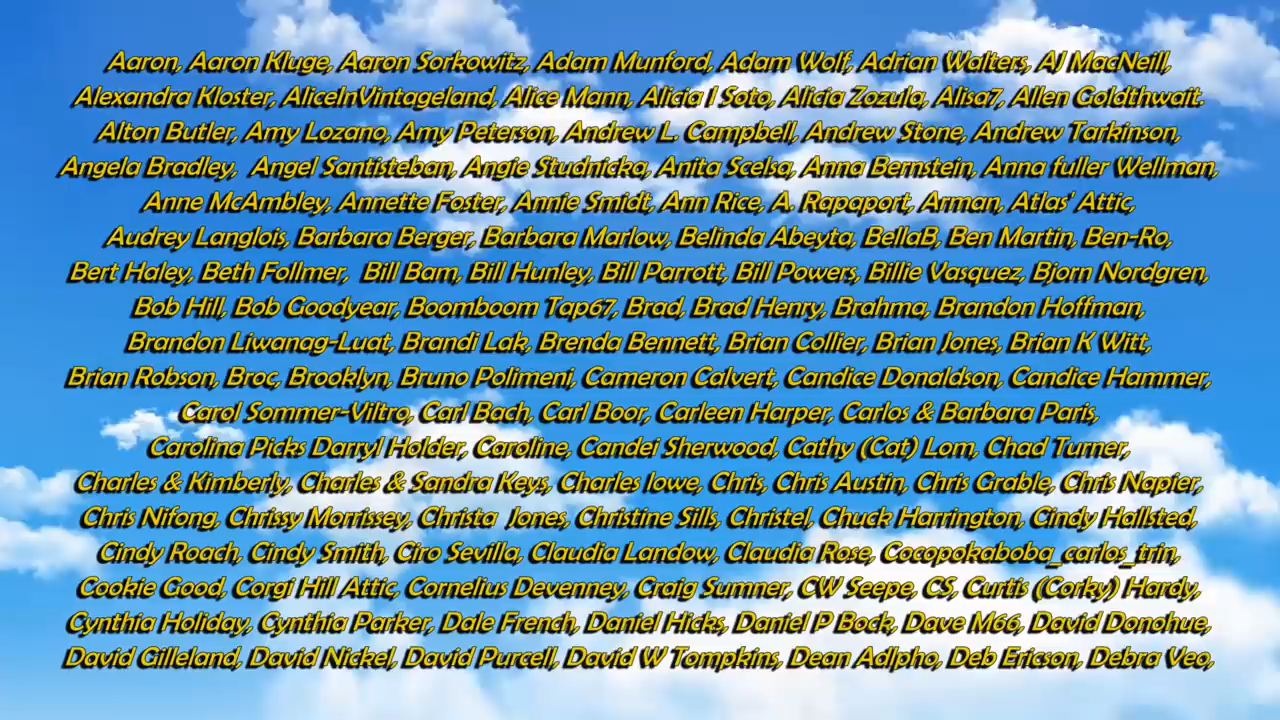 Aaron, Aaron Kluge, Aaron Sorkowitz, Adam Munford, Adam Wolf, Adrian Walters, AJ MacNeill,
Alexandra Kloster, AliceInVintageland, Alice Mann, Alicia I Soto, Alicia Zozula, Alisa7, Allen Goldthwait.
Alton Butler, Amy Lozano, Amy Peterson, Andrew L. Campbell, Andrew Stone, Andrew Tarkinson,
Angela Bradley, Angel Santisteban, Angie Studnicka, Anita Scelsa, Anna Bernstein, Anna fuller Wellman,
Anne McAmbley, Annette Foster, Annie Smidt, Ann Rice, A. Rapaport, Arman, Atlas' Attic,
Audrey Langlois, Barbara Berger, Barbara Marlow, Belinda Abeyta, BellaB, Ben Martin, Ben-Ro,
Bert Haley, Beth Follmer, Bill Bam, Bill Hunley, Bill Parrott, Bill Powers, Billie Vasquez, Bjorn Nordgren,
Bob Hill, Bob Goodyear, Boomboom Tap67, Brad, Brad Henry, Brahma, Brandon Hoffman,
Brandon Liwanag-Luat, Brandi Lak, Brenda Bennett, Brian Collier, Brian Jones, Brian K Witt,
Brian Robson, Broc, Brooklyn, Bruno Polimeni, Cameron Calvert, Candice Donaldson, Candice Hammer,
Carol Sommer-Viltro, Carl Bach, Carl Boor, Carleen Harper, Carlos & Barbara Paris,
Carolina Picks Darryl Holder, Caroline, Candei Sherwood, Cathy (Cat) Lom, Chad Turner,
Charles & Kimberly, Charles & Sandra Keys, Charles lowe, Chris, Chris Austin, Chris Grable, Chris Napier,
Chris Nifong, Chrissy Morrissey, Christa Jones, Christine Sills, Christel, Chuck Harrington, Cindy Hallsted,
Cindy Roach, Cindy Smith, Ciro Sevilla, Claudia Landow, Claudia Rose, Cocopokaboba_carlos_trin,
Cookie Good, Corgi Hill Attic, Cornelius Devenney, Craig Sumner, CW Seepe, CS, Curtis (Corky) Hardy,
Cynthia Holiday, Cynthia Parker, Dale French, Daniel Hicks, Daniel P Bock, Dave M66, David Donohue,
David Gilleland, David Nickel, David Purcell, David W Tompkins, Dean Adlpho, Deb Ericson, Debra Veo,